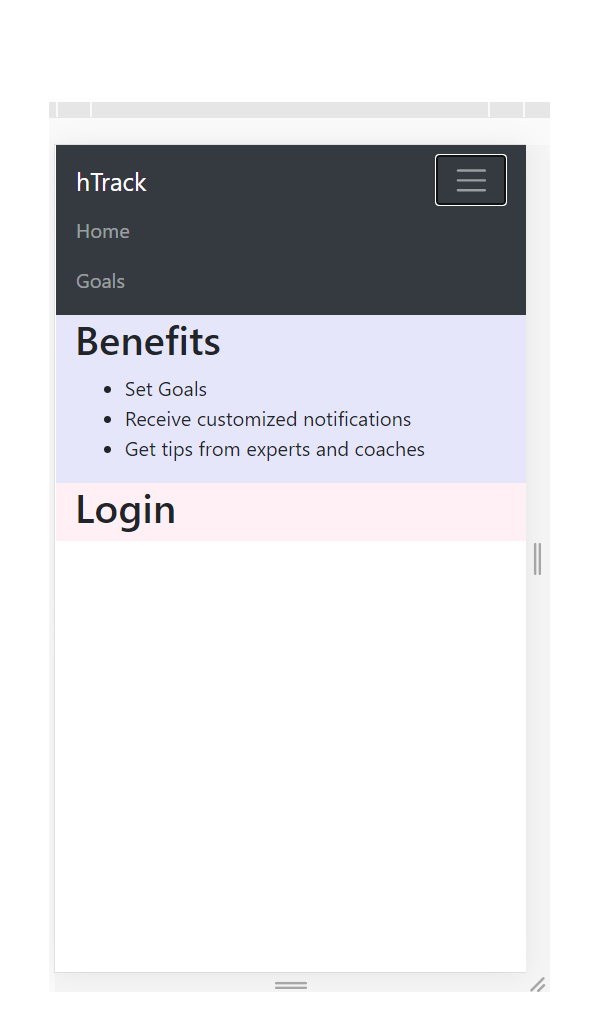 hTrack
Home
Goals
Benefits
Set Goals
Receive customized notifications
Get tips from experts and coaches
Login